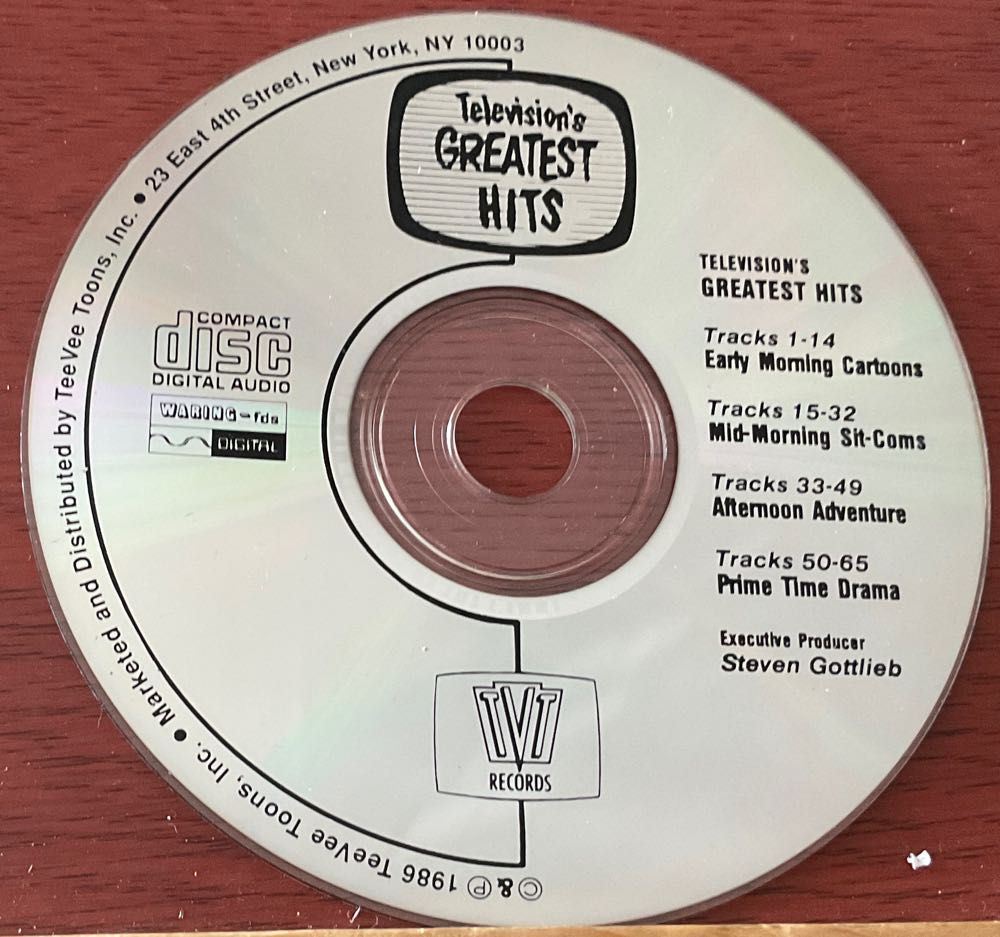 Television's
GREATEST
HITS
TELEVISION'S
GREATEST HITS
Tracks 1-14
Early Morning Cartoons
Tracks 15-32
Mid-Morning Sit-Coms
Tracks 33-49
Afternoon Adventure
Tracks 50-65
Prime Time Drama
Executive Producer
Steven Gottlieb
COMPACT
disc
DIGITAL AUDIO
WARING-fds
DIGITAL
TVT
RECORDS
© & ℗ 1986 TeeVee Toons, Inc. • Marketed and Distributed by TeeVee Toons, Inc. • 23 East 4th Street, New York, NY 10003